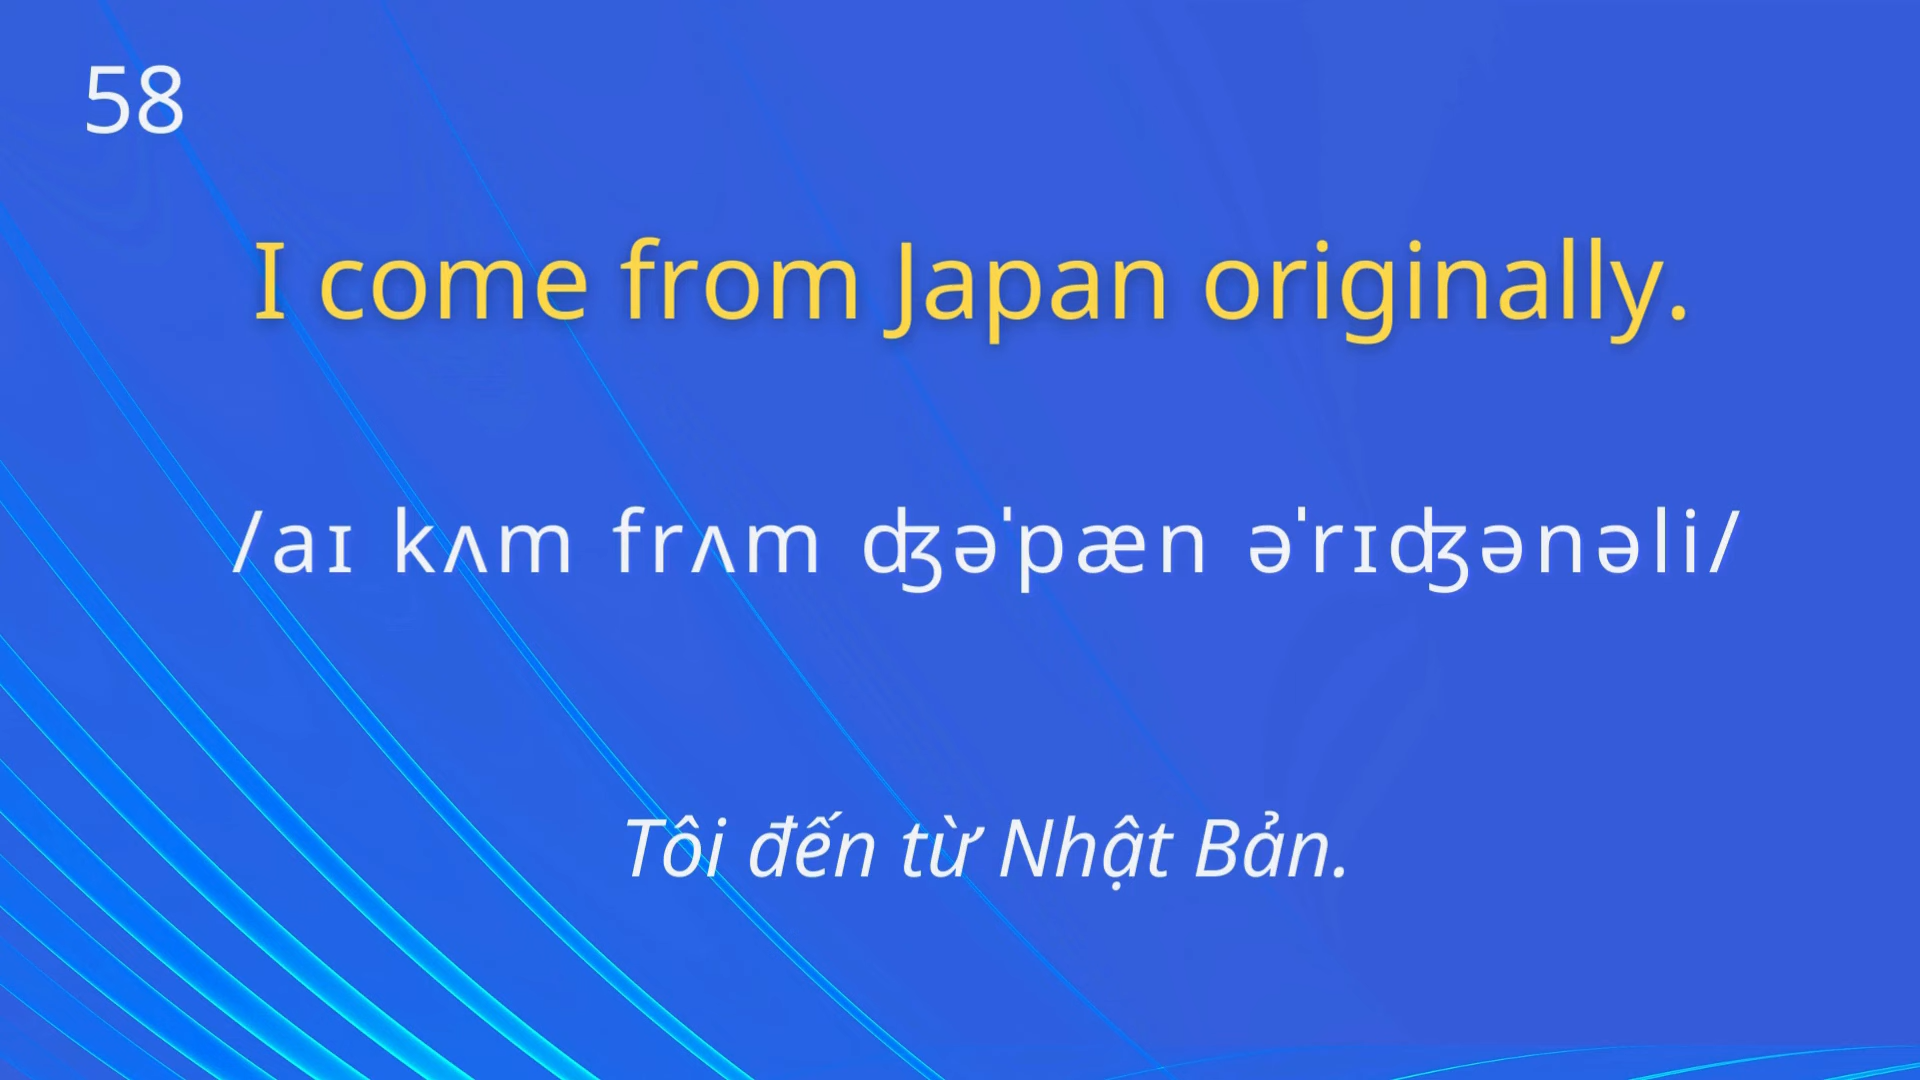 58
I come from Japan originally.
/aɪ kʌm frʌm ʤəˈpæn əˈrɪʤənəli/
Tôi đến từ Nhật Bản.